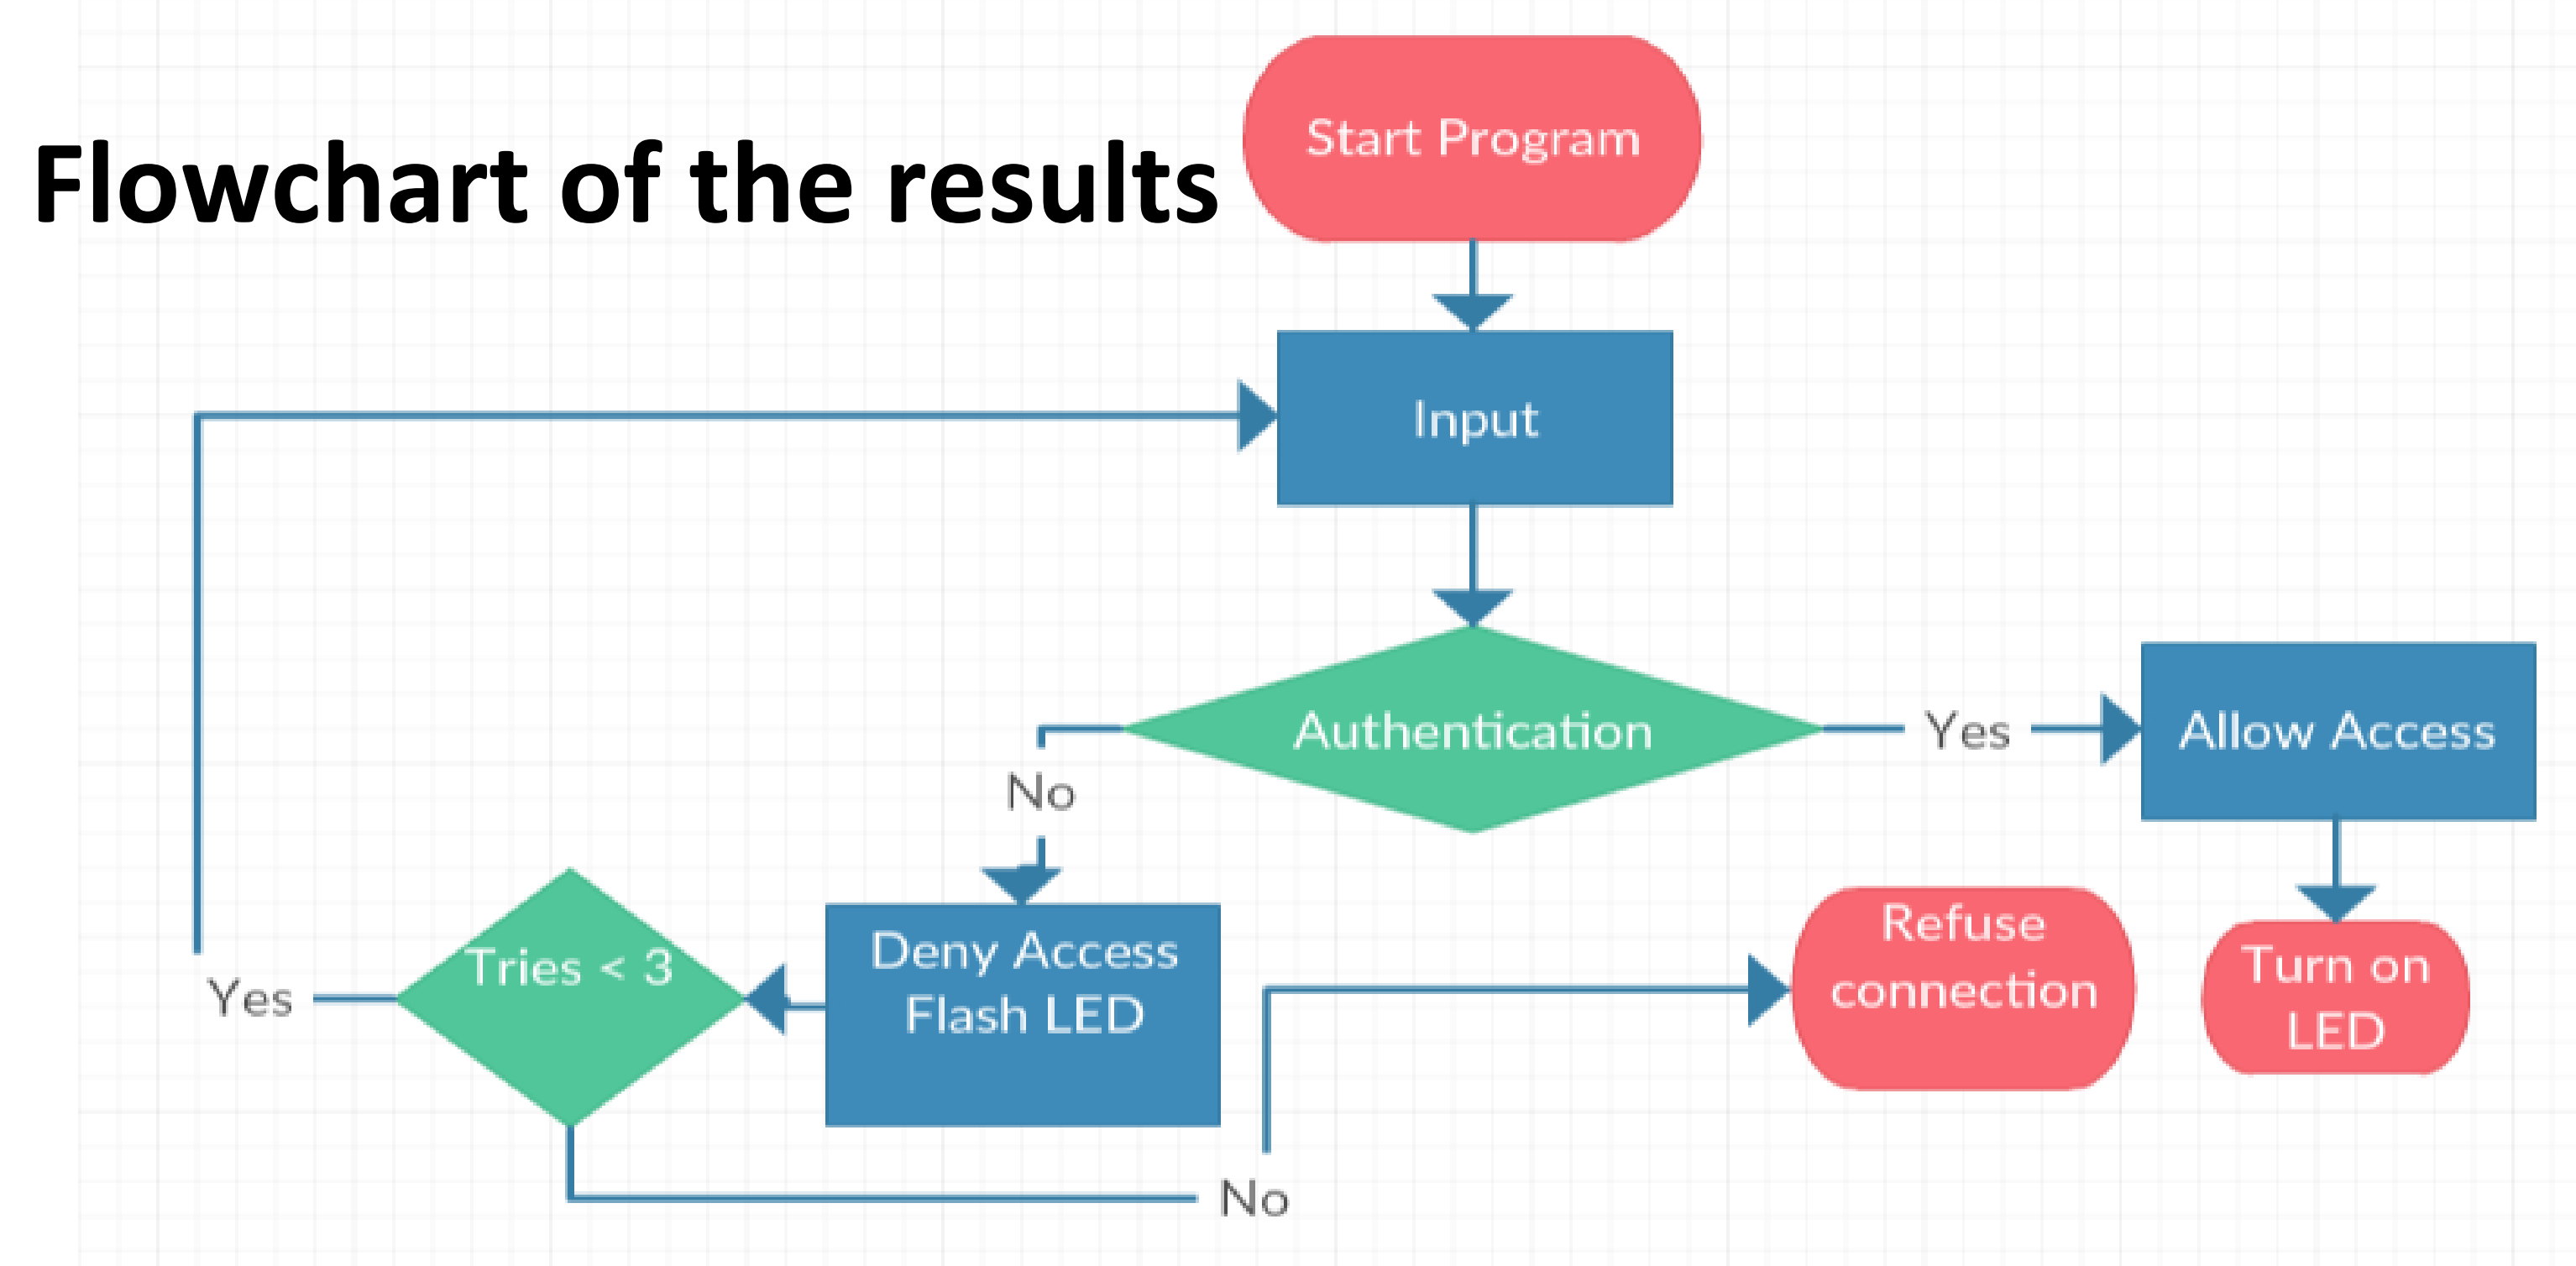 Flowchart of the results
Start Program
Input
Authentication
Yes
Allow Access
No
Deny Access
Flash LED
Tries < 3
Yes
No
Refuse
connection
Turn on
LED